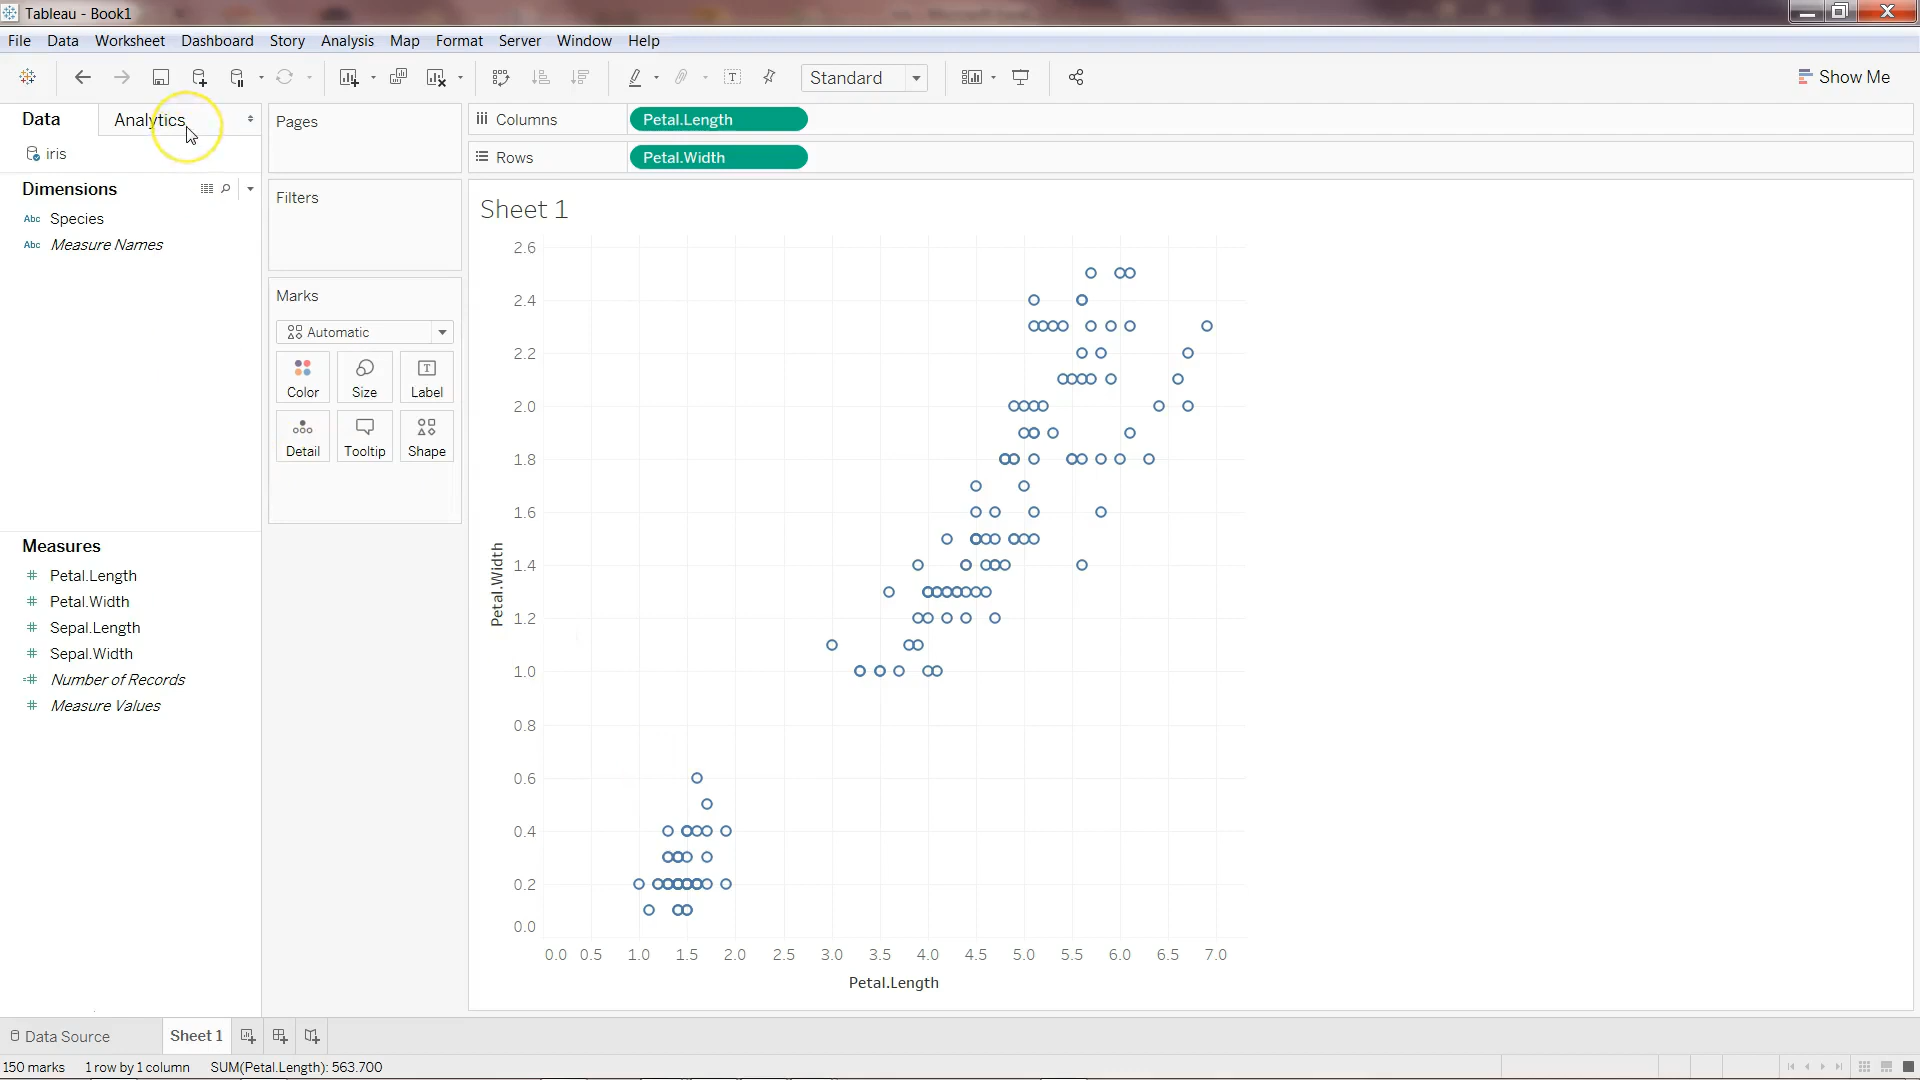 Tableau - Book1
File Data Worksheet Dashboard Story Analysis Map Format Server Window Help
Standard
Show Me
Data
Analytics
iris
Dimensions
Abc Species
Abc Measure Names
Measures
Petal.Length
Petal.Width
Sepal.Length
Sepal.Width
Number of Records
Measure Values
Pages
Filters
Marks
Automatic
Color Size Label
Detail Tooltip Shape
Columns Petal.Length
Rows Petal.Width
Sheet 1
2.6
2.4
2.2
2.0
1.8
1.6
1.4
1.2
1.0
0.8
0.6
0.4
0.2
0.0
Petal.Width
0.0 0.5 1.0 1.5 2.0 2.5 3.0 3.5 4.0 4.5 5.0 5.5 6.0 6.5 7.0
Petal.Length
Data Source Sheet 1
150 marks 1 row by 1 column SUM(Petal.Length): 563.700